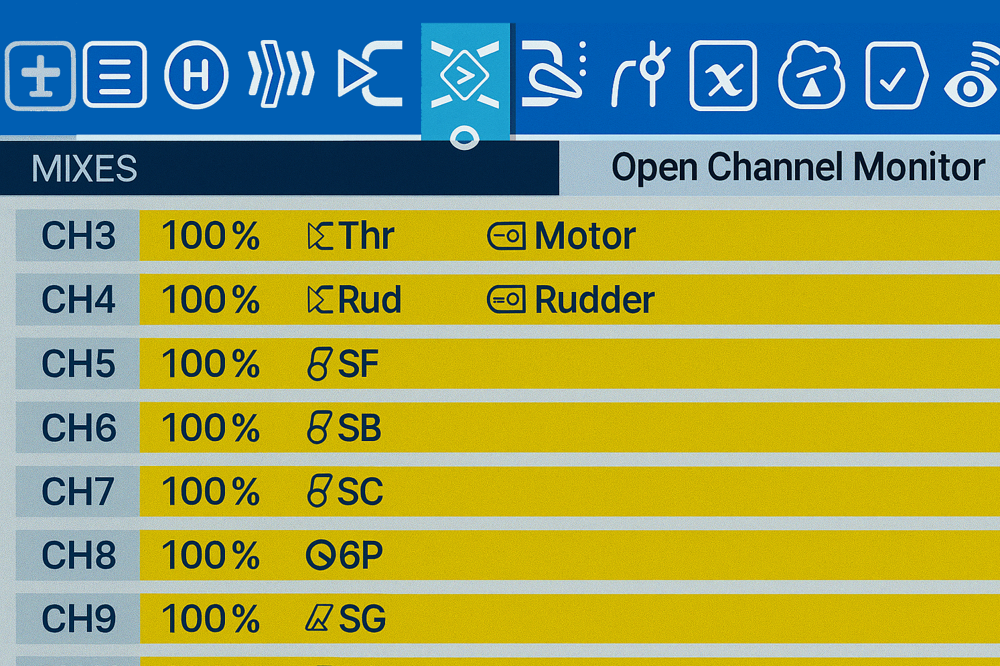 MIXES Open Channel Monitor
CH3 100% Thr Motor
CH4 100% Rud Rudder
CH5 100% SF
CH6 100% SB
CH7 100% SC
CH8 100% 6P
CH9 100% SG